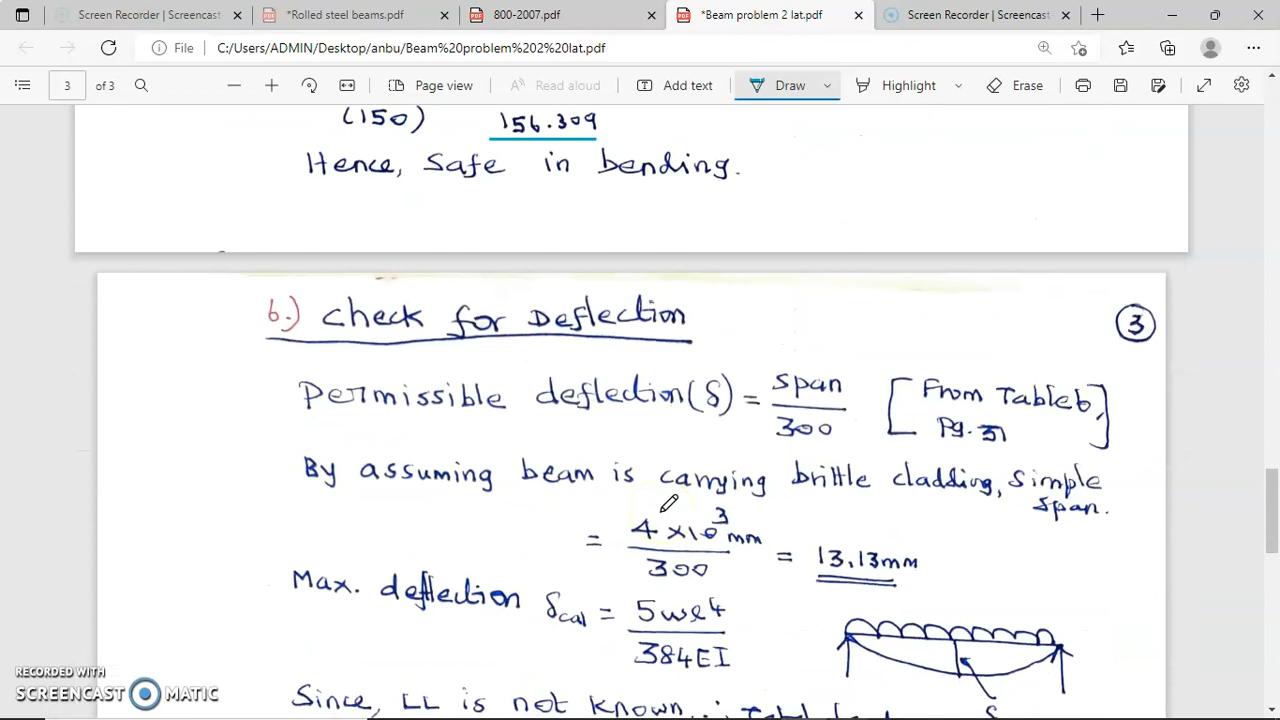 Screen Recorder | Screencast
*Rolled steel beams.pdf
800-2007.pdf
*Beam problem 2 lat.pdf
Screen Recorder | Screencast
File
C:/Users/ADMIN/Desktop/anbu/Beam%20problem%202%20lat.pdf
3
of 3
Page view
Read aloud
Add text
Draw
Highlight
Erase
(150) 156.309
Hence, Safe in bending.
6.) Check for Deflection
3
Permissible deflection(δ) = span / 300 [From Table 6, Pg. 31]
By assuming beam is carrying brittle cladding, simple span.
= 4 ×10³ mm / 300 = 13.13mm
Max. deflection δcal = 5wl4 / 384EI
δ
Since, LL is not known ∴ total
RECORDED WITH
SCREENCAST MATIC